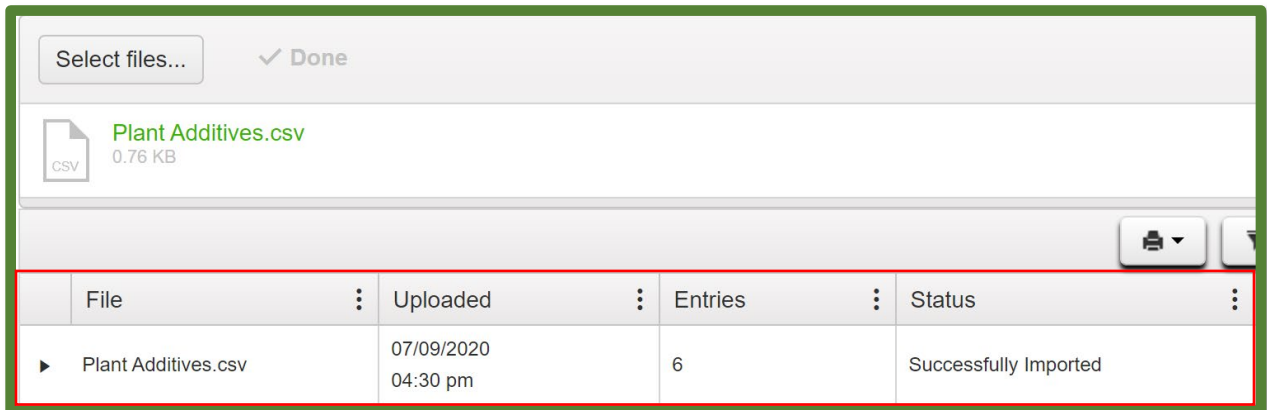 Select files...
Done
Plant Additives.csv
0.76 KB
CSV
File
Uploaded
Entries
Status
Plant Additives.csv
07/09/2020
04:30 pm
6
Successfully Imported